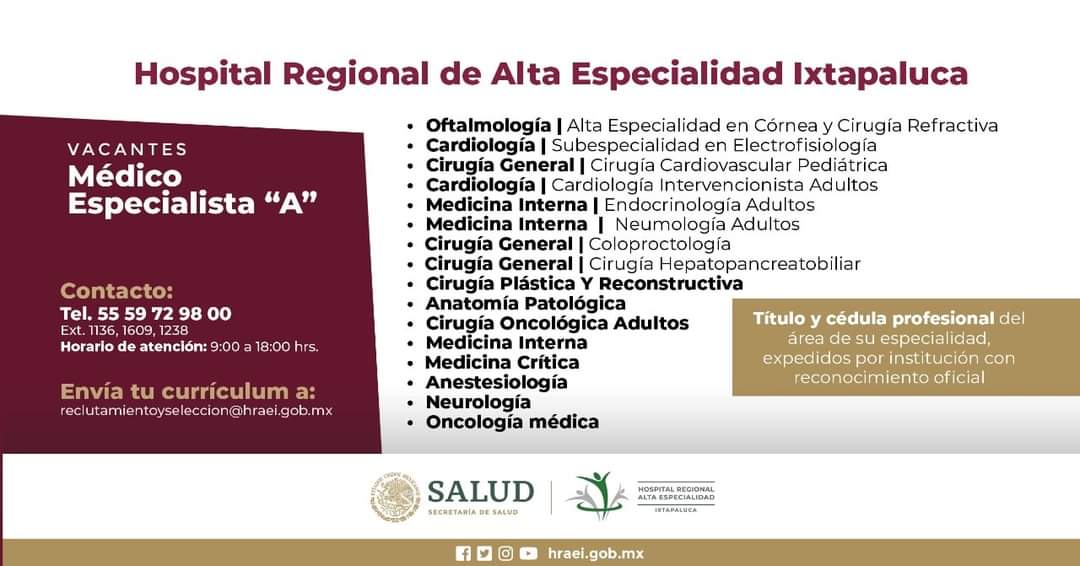 Hospital Regional de Alta Especialidad Ixtapaluca
VACANTES
Médico
Especialista “A”
Contacto:
Tel. 55 59 72 98 00
Ext. 1136, 1609, 1238
Horario de atención: 9:00 a 18:00 hrs.
Envía tu currículum a:
reclutamientoyseleccion@hraei.gob.mx
• Oftalmología | Alta Especialidad en Córnea y Cirugía Refractiva
• Cardiología | Subespecialidad en Electrofisiología
• Cirugía General | Cirugía Cardiovascular Pediátrica
• Cardiología | Cardiología Intervencionista Adultos
• Medicina Interna | Endocrinología Adultos
• Medicina Interna | Neumología Adultos
• Cirugía General | Coloproctología
• Cirugía General | Cirugía Hepatopancreatobiliar
• Cirugía Plástica Y Reconstructiva
• Anatomía Patológica
• Cirugía Oncológica Adultos
• Medicina Interna
• Medicina Crítica
• Anestesiología
• Neurología
• Oncología médica
Título y cédula profesional del
área de su especialidad,
expedidos por institución con
reconocimiento oficial
SALUD
SECRETARÍA DE SALUD
HOSPITAL REGIONAL
ALTA ESPECIALIDAD
IXTAPALUCA
hraei.gob.mx